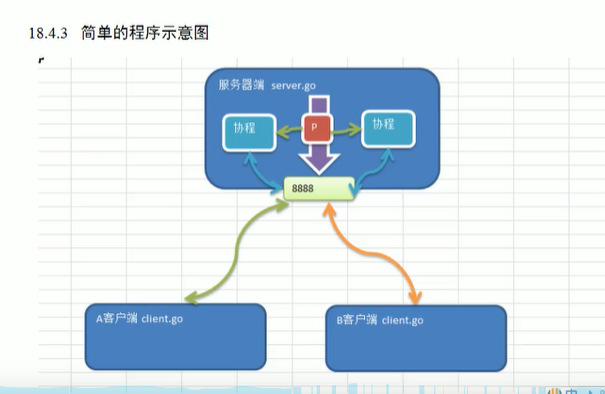 18.4.3 简单的程序示意图
服务器端 server.go
协程
P
协程
8888
A客户端 client.go
B客户端 client.go